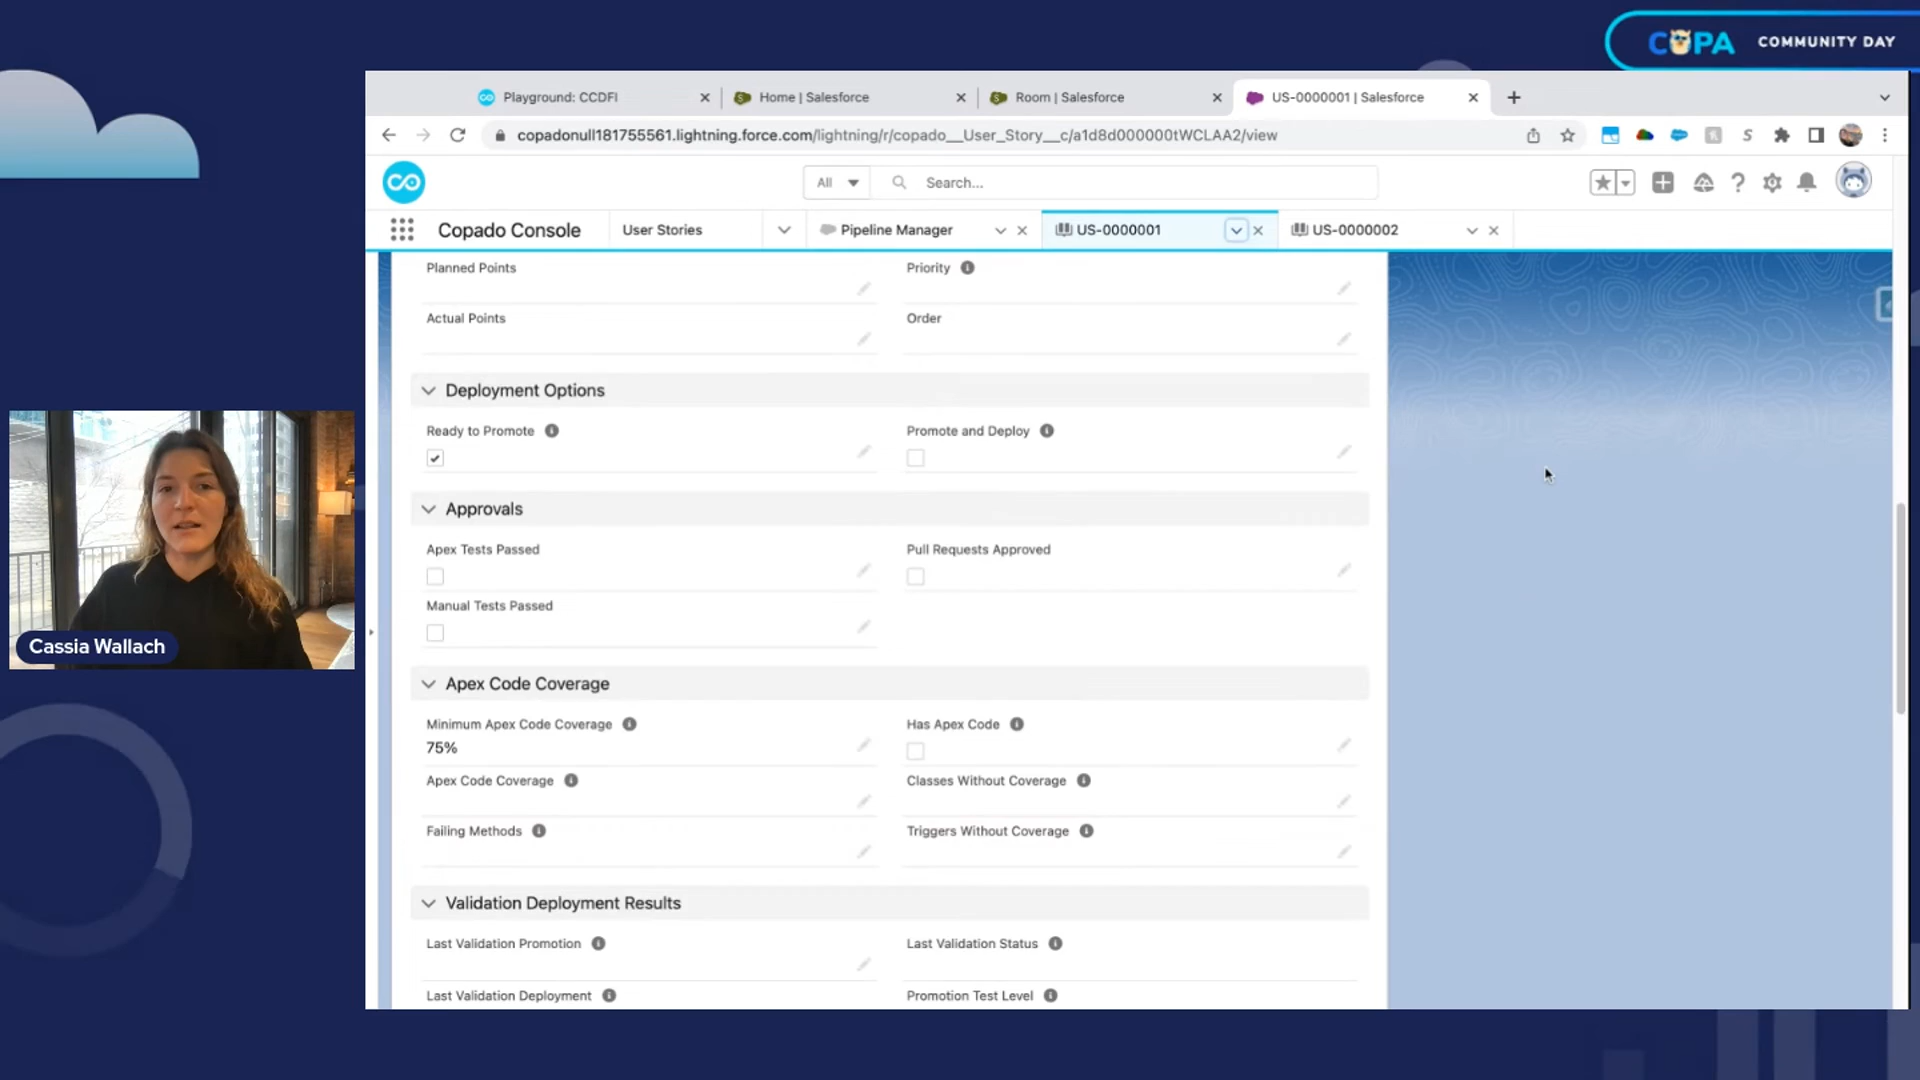 COPA COMMUNITY DAY
Playground: CCDFI
Home | Salesforce
Room | Salesforce
US-0000001 | Salesforce
copadonull181755561.lightning.force.com/lightning/r/copado__User_Story__c/a1d8d000000tWCLAA2/view
All
Search...
Copado Console
User Stories
Pipeline Manager
US-0000001
US-0000002
Planned Points
Priority
Actual Points
Order
Deployment Options
Ready to Promote
Promote and Deploy
Approvals
Apex Tests Passed
Pull Requests Approved
Manual Tests Passed
Cassia Wallach
Apex Code Coverage
Minimum Apex Code Coverage
Has Apex Code
75%
Apex Code Coverage
Classes Without Coverage
Failing Methods
Triggers Without Coverage
Validation Deployment Results
Last Validation Promotion
Last Validation Status
Last Validation Deployment
Promotion Test Level